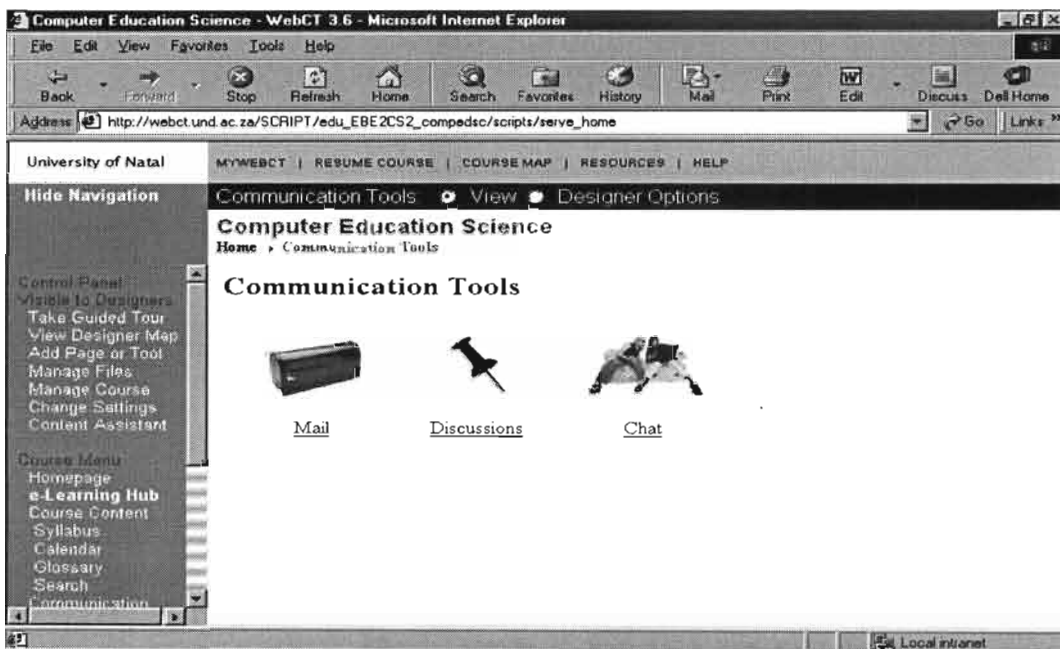 Computer Education Science - WebCT 3.6 - Microsoft Internet Explorer
File Edit View Favorites Tools Help
Back Forward Stop Refresh Home Search Favorites History Mail Print Edit Discuss Dell Home
Address http://webct.und.ac.za/SCRIPT/edu_EBE2CS2_compedsc/scripts/serve_home Go Links »
University of Natal MYWEBCT | RESUME COURSE | COURSE MAP | RESOURCES | HELP
Hide Navigation Communication Tools View Designer Options
Computer Education Science
Home › Communication Tools
Control Panel
Visible to Designers
Take Guided Tour
View Designer Map
Add Page or Tool
Manage Files
Manage Course
Change Settings
Content Assistant
Course Menu
Homepage
e-Learning Hub
Course Content
Syllabus
Calendar
Glossary
Search
Communication
Communication Tools
Mail Discussions Chat
Local intranet